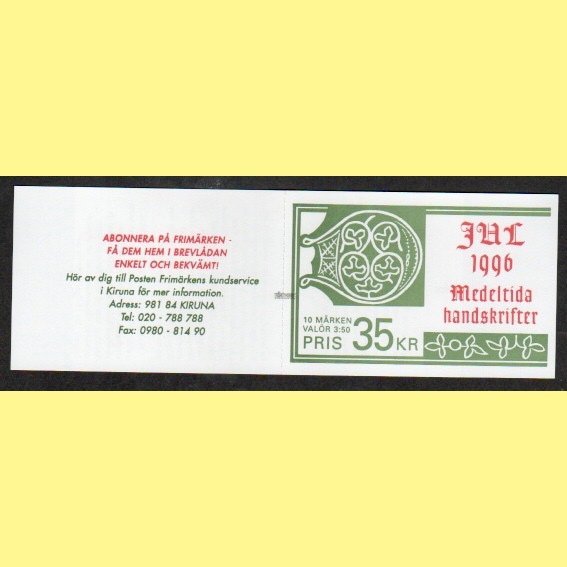 ABONNERA PÅ FRIMÄRKEN -
FÅ DEM HEM I BREVLÅDAN
ENKELT OCH BEKVÄMT!
Hör av dig till Posten Frimärkens kundservice
i Kiruna för mer information.
Adress: 981 84 KIRUNA
Tel: 020 - 788 788
Fax: 0980 - 814 90
JUL
1996
Medeltida
handskrifter
10 MÄRKEN
VALÖR 3:50
PRIS 35 KR